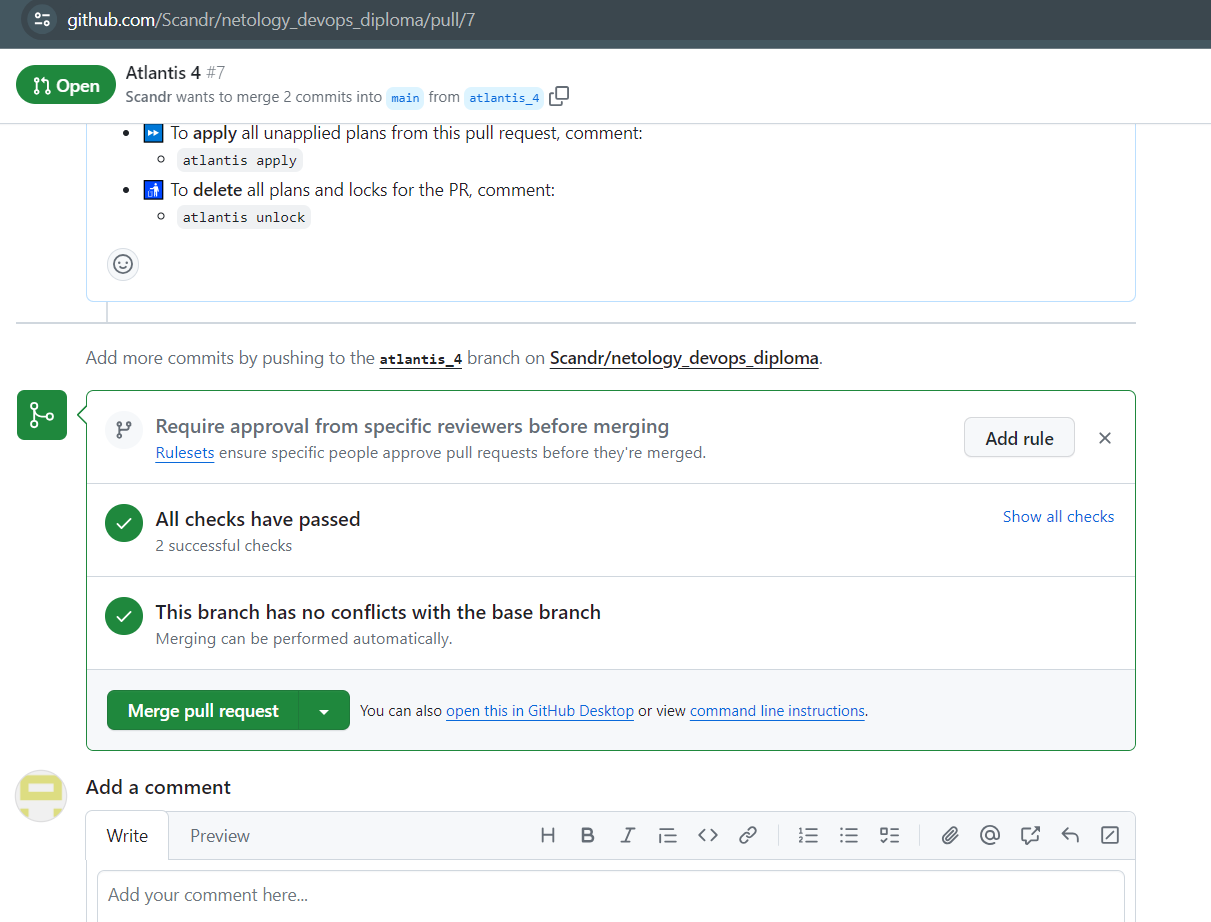 github.com/Scandr/netology_devops_diploma/pull/7
Open
Atlantis 4 #7
Scandr wants to merge 2 commits into main from atlantis_4
To apply all unapplied plans from this pull request, comment:
atlantis apply
To delete all plans and locks for the PR, comment:
atlantis unlock
Add more commits by pushing to the atlantis_4 branch on Scandr/netology_devops_diploma.
Require approval from specific reviewers before merging
Rulesets ensure specific people approve pull requests before they're merged.
Add rule
All checks have passed
2 successful checks
Show all checks
This branch has no conflicts with the base branch
Merging can be performed automatically.
Merge pull request
You can also open this in GitHub Desktop or view command line instructions.
Add a comment
Write Preview
Add your comment here...